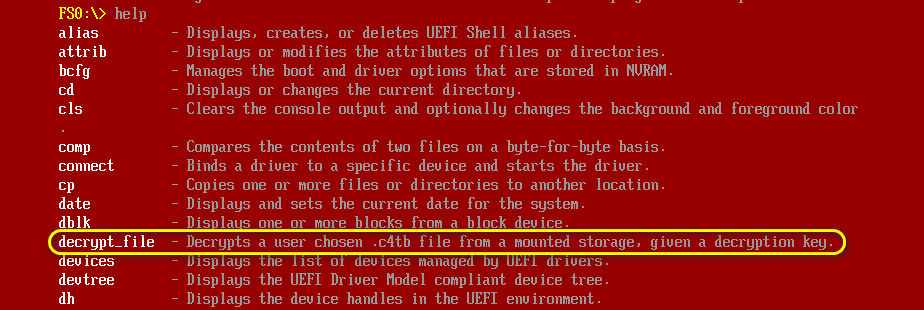 FS0:\> help
alias - Displays, creates, or deletes UEFI Shell aliases.
attrib - Displays or modifies the attributes of files or directories.
bcfg - Manages the boot and driver options that are stored in NVRAM.
cd - Displays or changes the current directory.
cls - Clears the console output and optionally changes the background and foreground color
.
comp - Compares the contents of two files on a byte-for-byte basis.
connect - Binds a driver to a specific device and starts the driver.
cp - Copies one or more files or directories to another location.
date - Displays and sets the current date for the system.
dblk - Displays one or more blocks from a block device.
decrypt_file - Decrypts a user chosen .c4tb file from a mounted storage, given a decryption key.
devices - Displays the list of devices managed by UEFI drivers.
devtree - Displays the UEFI Driver Model compliant device tree.
dh - Displays the device handles in the UEFI environment.